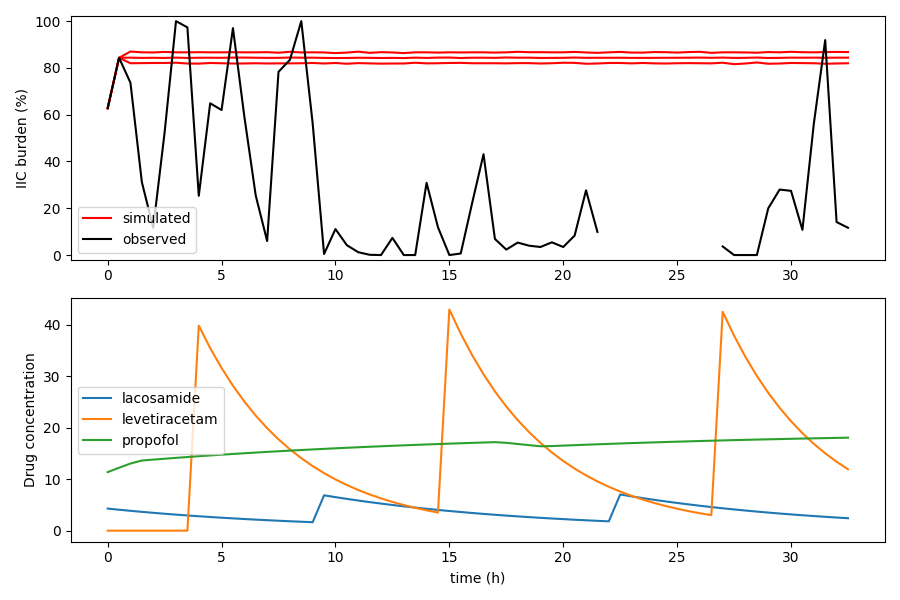 100
80
60
40
20
0
IIC burden (%)
simulated
observed
0 5 10 15 20 25 30
40
30
20
10
0
Drug concentration
lacosamide
levetiracetam
propofol
0 5 10 15 20 25 30
time (h)